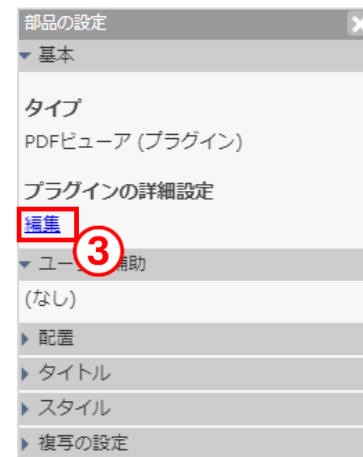 部品の設定
基本
タイプ
PDFビューア (プラグイン)
プラグインの詳細設定
編集
③
ユー 補助
(なし)
配置
タイトル
スタイル
複写の設定